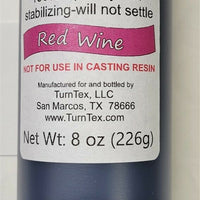 stabilizing-will not settle
Red Wine
NOT FOR USE IN CASTING RESIN
Manufactured for and bottled by
TurnTex, LLC
San Marcos, TX 78666
www.TurnTex.com
Net Wt: 8 oz (226g)